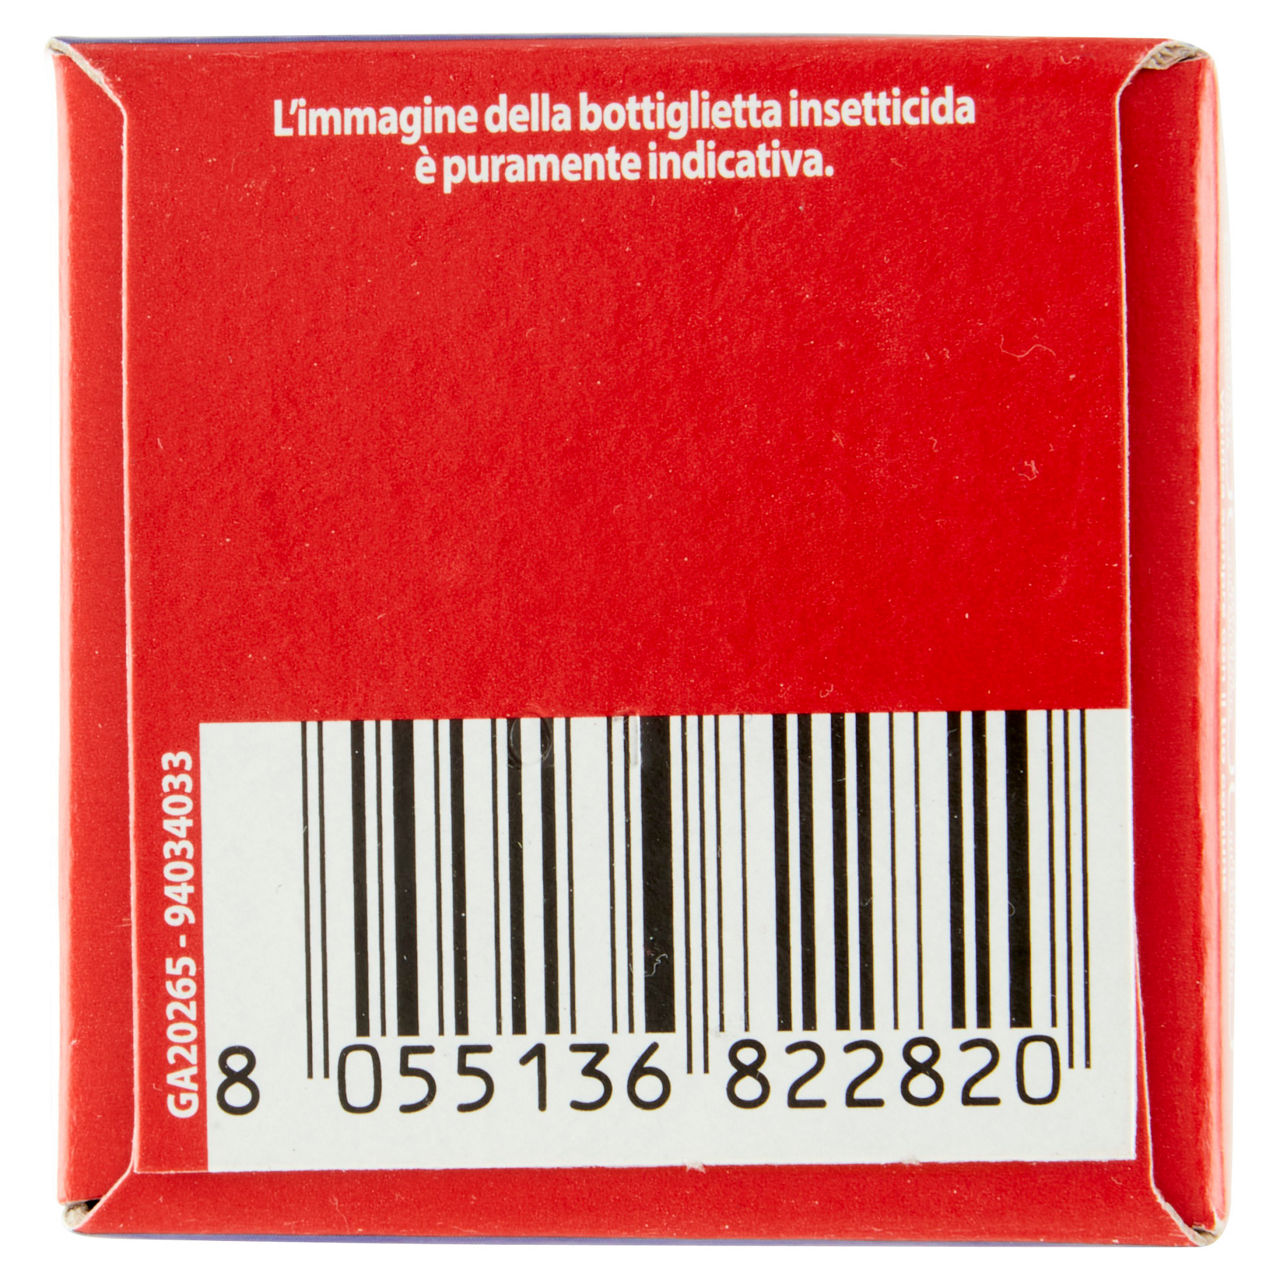 L'immagine della bottiglietta insetticida
è puramente indicativa.
GA20265 - 94034033
8 055136 822820